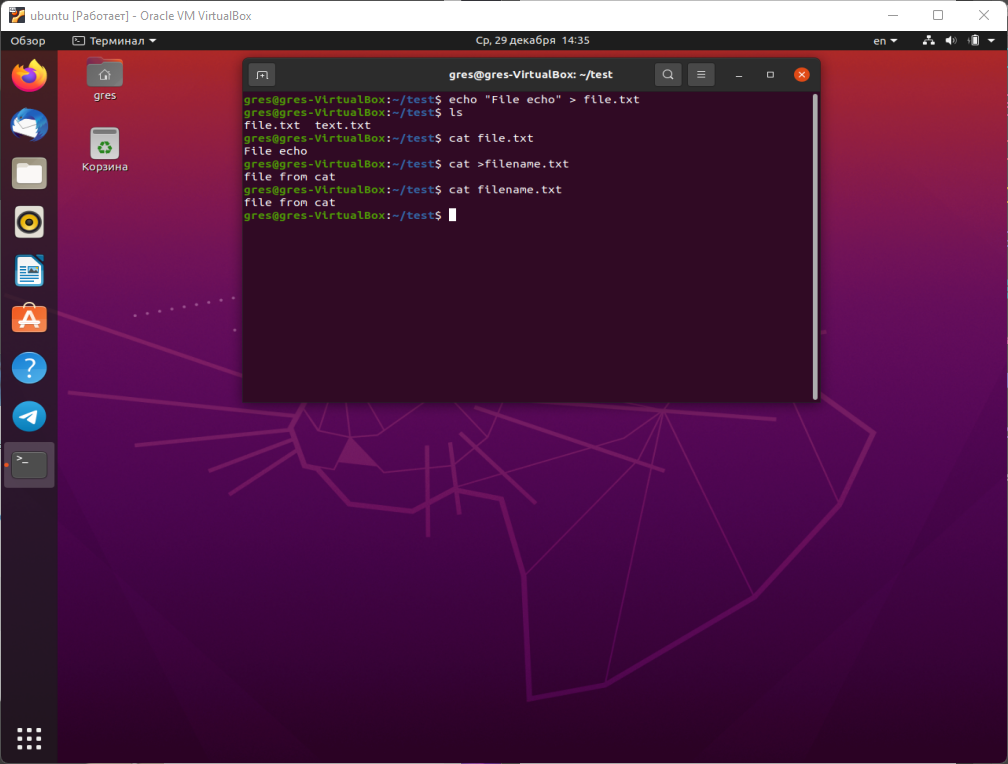 ubuntu [Работает] - Oracle VM VirtualBox
Обзор Терминал Ср, 29 декабря 14:35 en
gres
Корзина
gres@gres-VirtualBox: ~/test
gres@gres-VirtualBox:~/test$ echo "File echo" > file.txt
gres@gres-VirtualBox:~/test$ ls
file.txt  text.txt
gres@gres-VirtualBox:~/test$ cat file.txt
File echo
gres@gres-VirtualBox:~/test$ cat >filename.txt
file from cat
gres@gres-VirtualBox:~/test$ cat filename.txt
file from cat
gres@gres-VirtualBox:~/test$